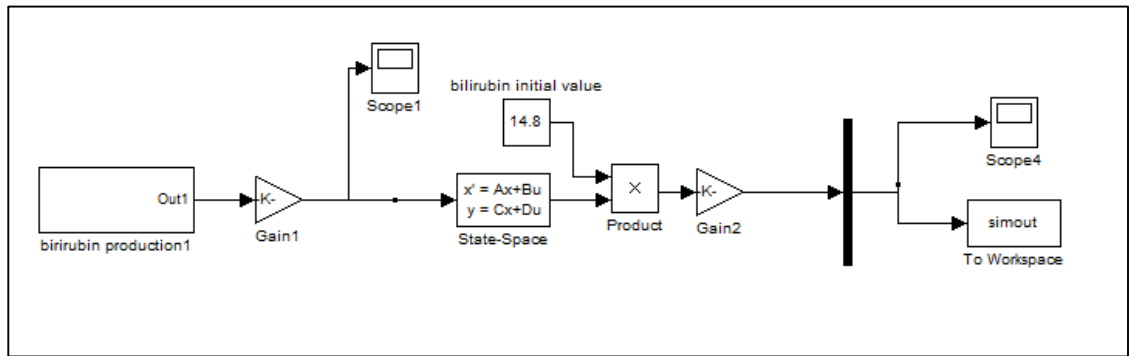 Scope1
bilirubin initial value
14.8
Scope4
Out1
birirubin production1
-K-
Gain1
x' = Ax+Bu
y = Cx+Du
State-Space
×
Product
-K-
Gain2
simout
To Workspace